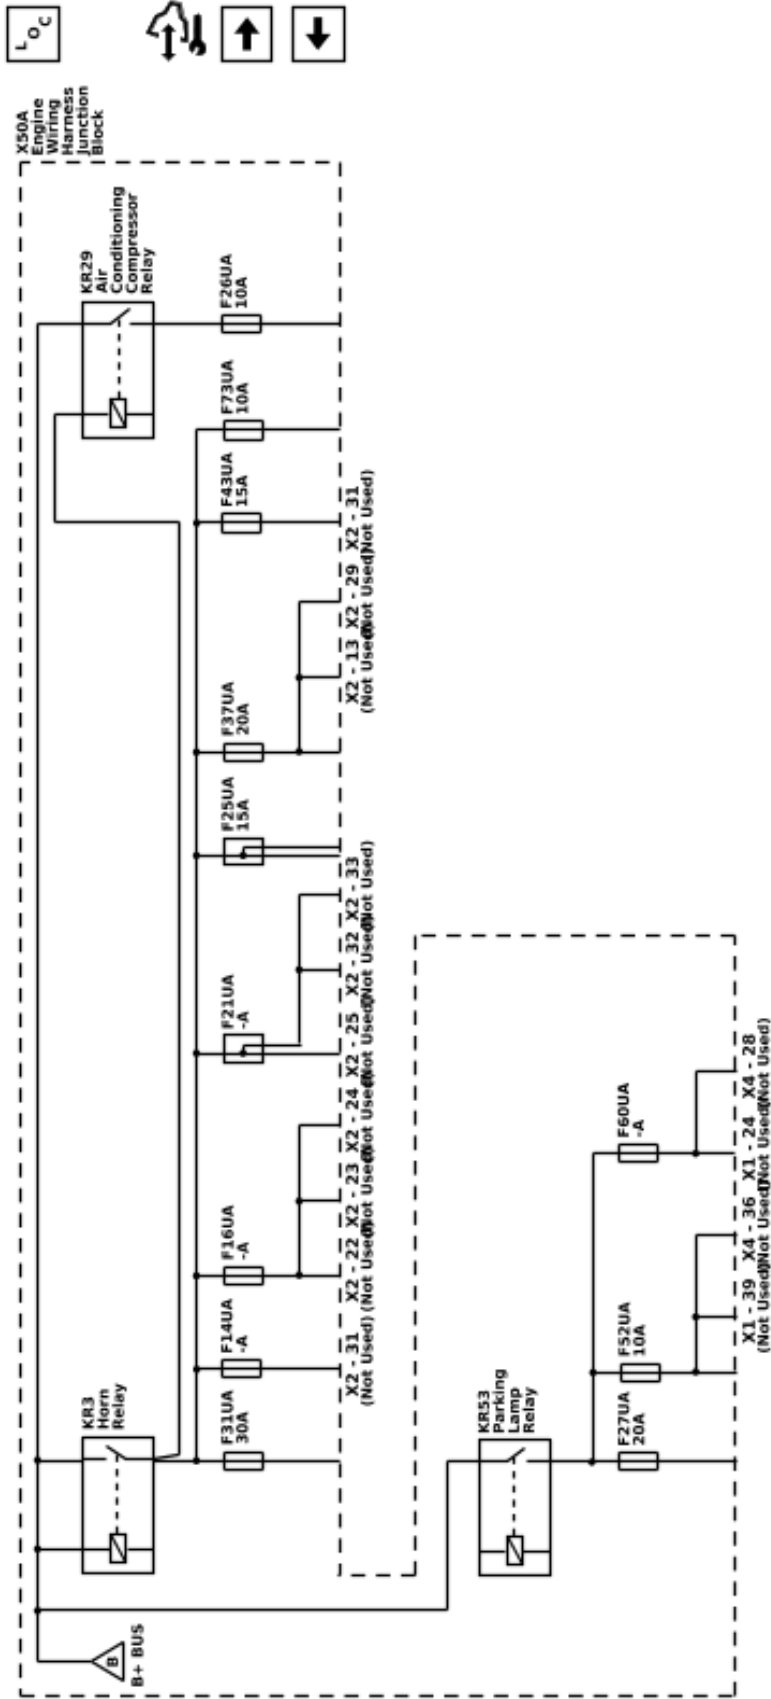 LOC
X50A
Engine
Wiring
Harness
Junction
Block
B
B+ BUS
KR3
Horn
Relay
KR29
Air
Conditioning
Compressor
Relay
F31UA
30A
F14UA
-A
F16UA
-A
F21UA
-A
F25UA
15A
F37UA
20A
F43UA
15A
F73UA
10A
F26UA
10A
X2 - 31
(Not Used)
X2 - 22
(Not Used)
X2 - 23
(Not Used)
X2 - 24
(Not Used)
X2 - 25
(Not Used)
X2 - 32
(Not Used)
X2 - 33
(Not Used)
X2 - 13
(Not Used)
X2 - 29
(Not Used)
X2 - 31
(Not Used)
KR53
Parking
Lamp
Relay
F27UA
20A
F52UA
10A
F60UA
-A
X1 - 39
(Not Used)
X4 - 36
(Not Used)
X1 - 24
(Not Used)
X4 - 28
(Not Used)